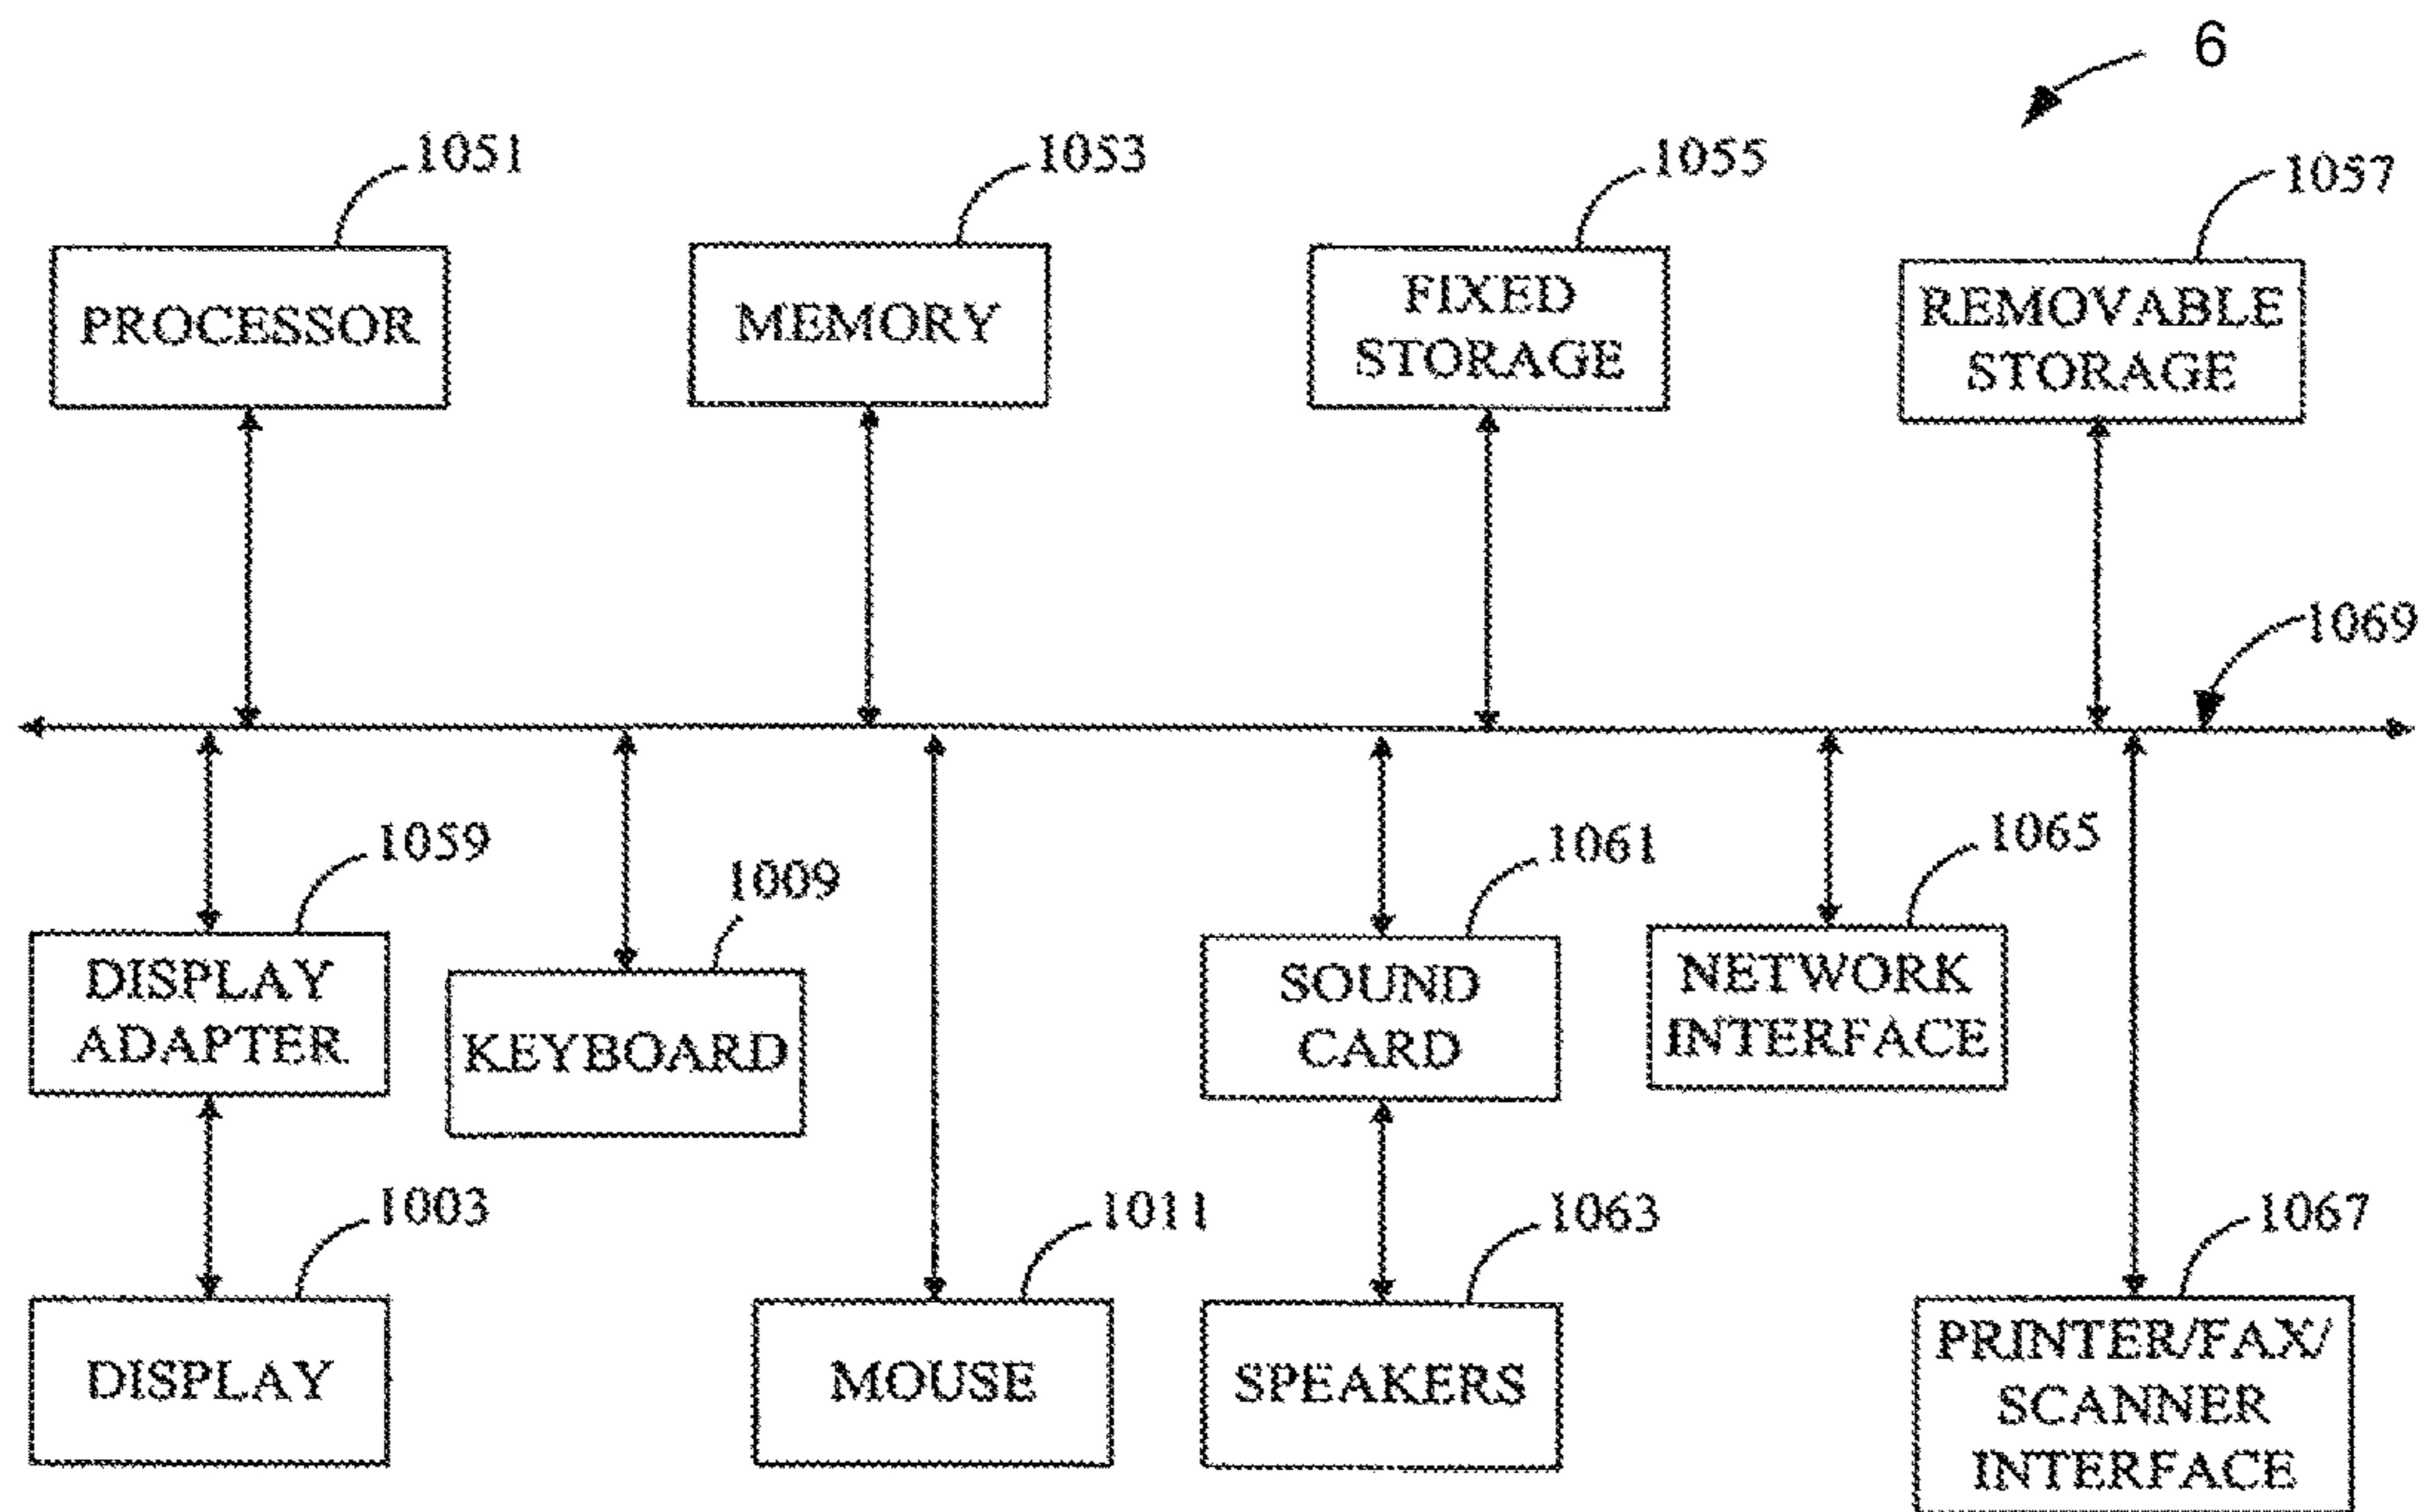 6
1051
1053
1055
1057
PROCESSOR
MEMORY
FIXED
STORAGE
REMOVABLE
STORAGE
1069
1059
1009
1061
1065
DISPLAY
ADAPTER
KEYBOARD
SOUND
CARD
NETWORK
INTERFACE
1003
1011
1063
1067
DISPLAY
MOUSE
SPEAKERS
PRINTER/FAX/
SCANNER
INTERFACE